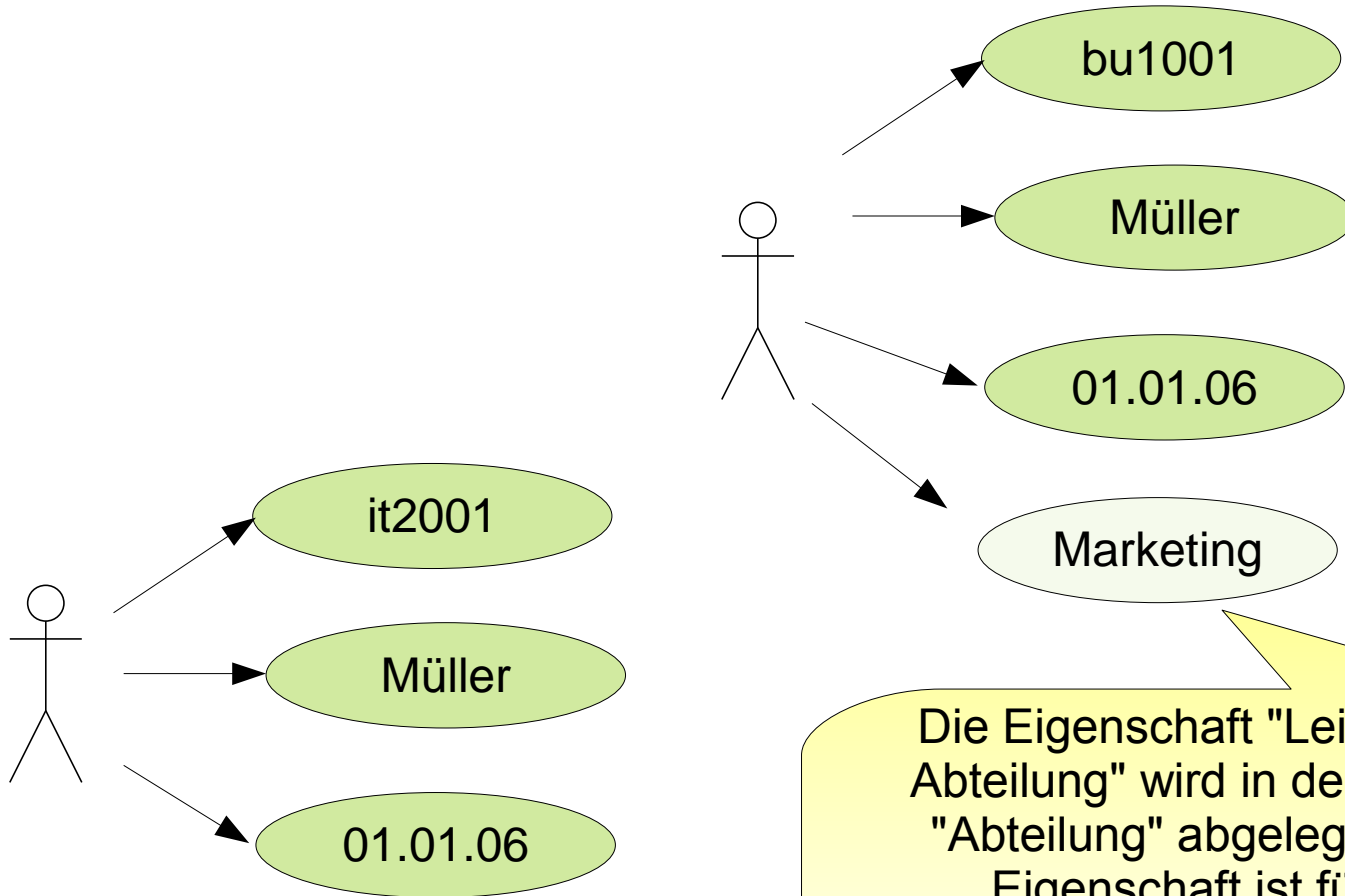 bu1001
Müller
01.01.06
Marketing
it2001
Müller
01.01.06
Die Eigenschaft "Lei
Abteilung" wird in de
"Abteilung" abgeleg
Eigenschaft ist fü